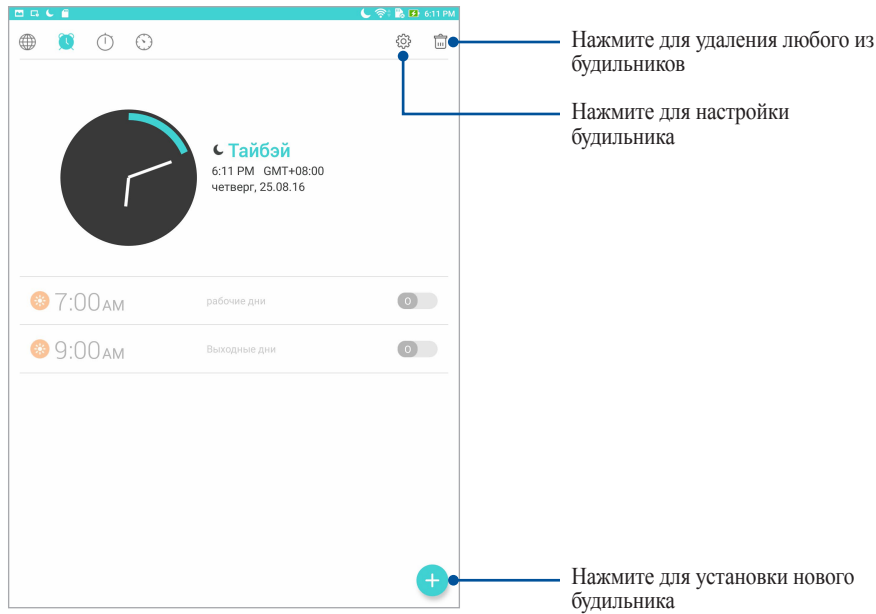 6:11 PM
Нажмите для удаления любого из
будильников
Нажмите для настройки
будильника
Тайбэй
6:11 PM GMT+08:00
четверг, 25.08.16
7:00AM рабочие дни
9:00AM Выходные дни
Нажмите для установки нового
будильника